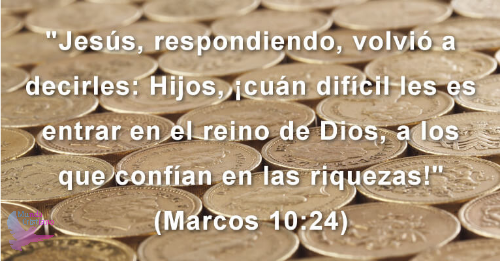 "Jesús, respondiendo, volvió a
decirles: Hijos, ¡cuán difícil les es
entrar en el reino de Dios, a los
que confían en las riquezas!"
(Marcos 10:24)